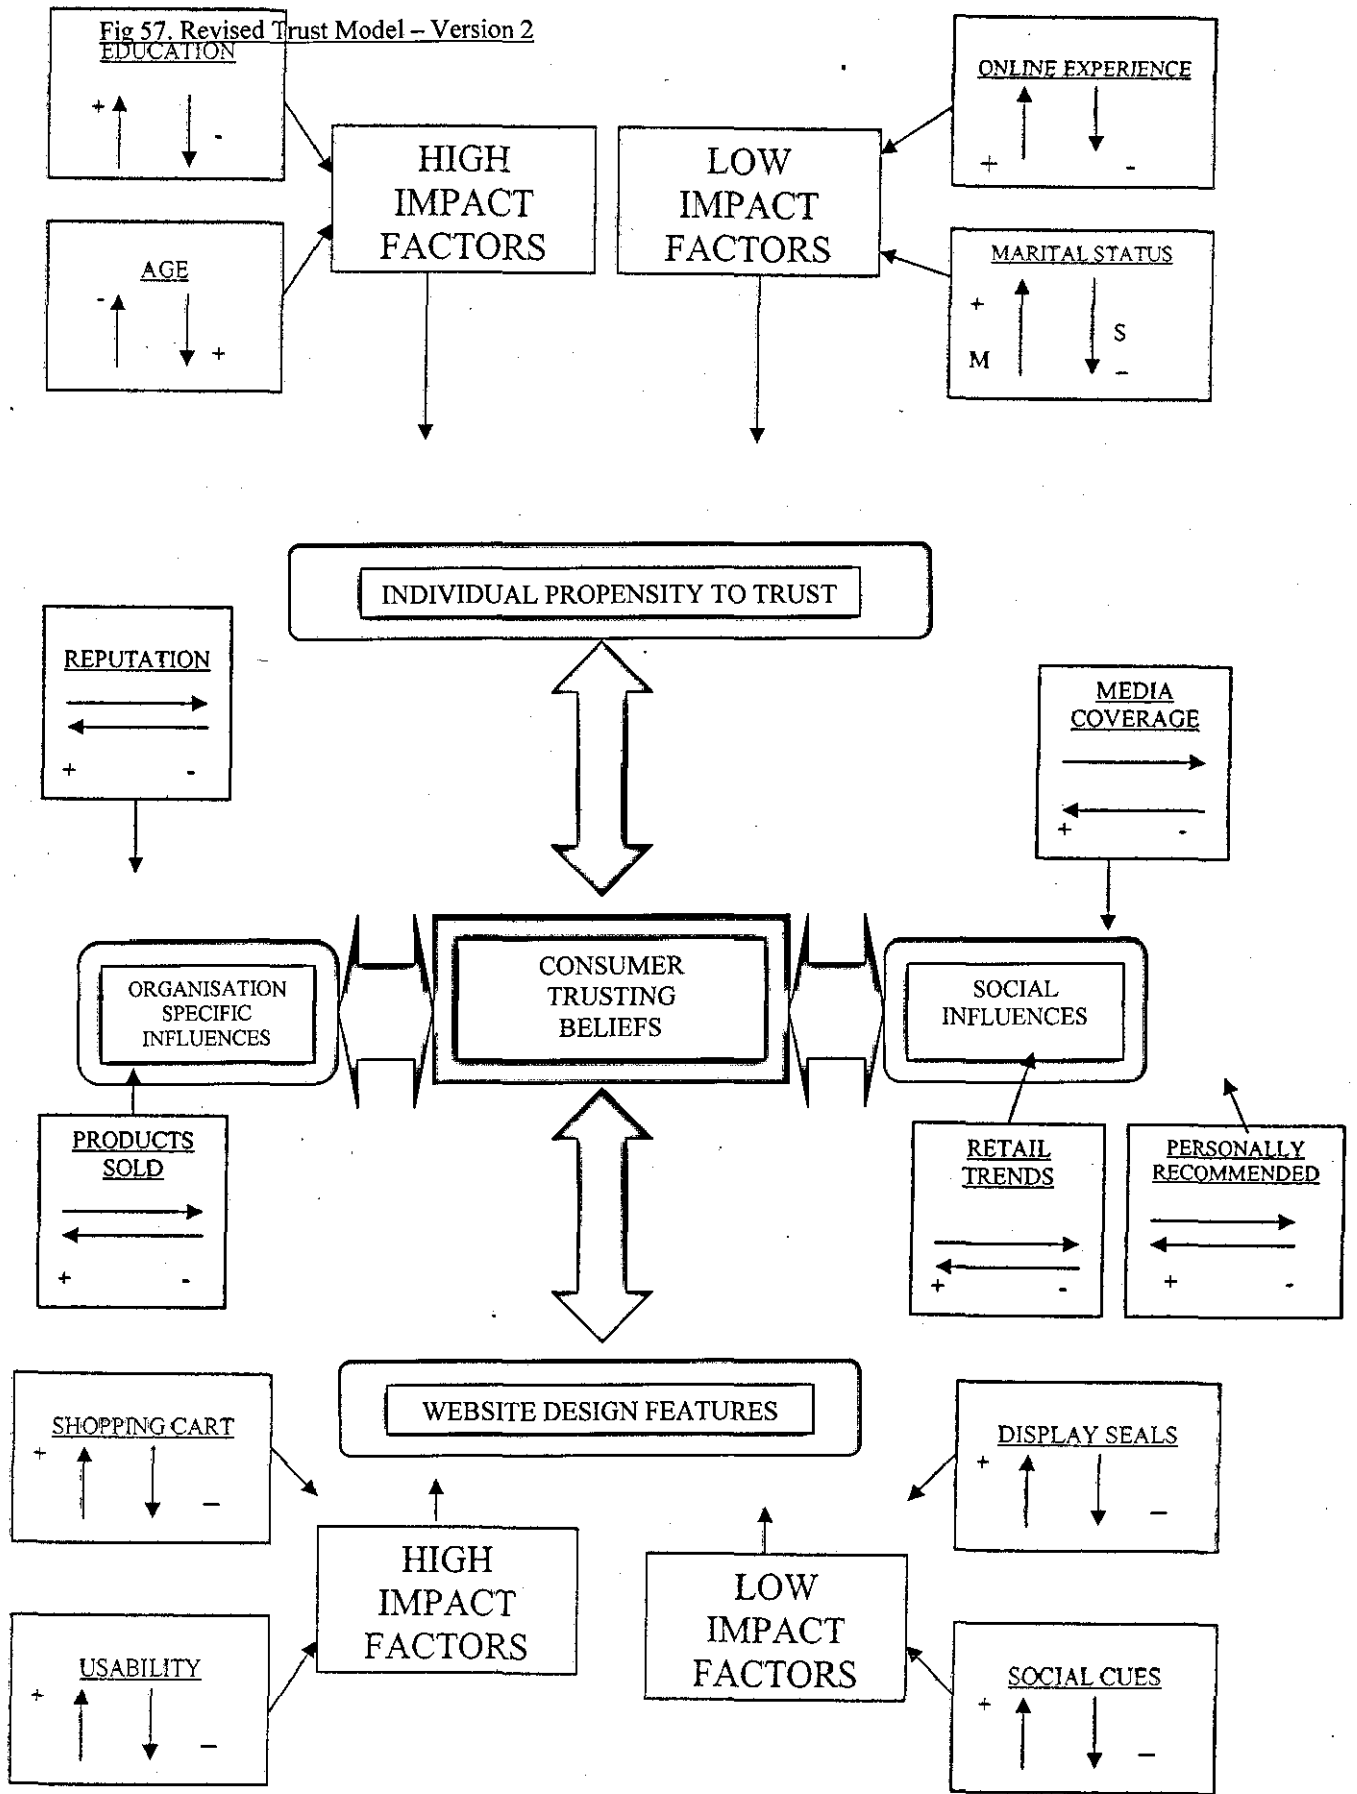 Fig 57. Revised Trust Model – Version 2
EDUCATION
+
-
HIGH
IMPACT
FACTORS
LOW
IMPACT
FACTORS
ONLINE EXPERIENCE
+
-
AGE
-
+
MARITAL STATUS
+
S
M
-
INDIVIDUAL PROPENSITY TO TRUST
REPUTATION
+ -
MEDIA
COVERAGE
+ -
ORGANISATION
SPECIFIC
INFLUENCES
CONSUMER
TRUSTING
BELIEFS
SOCIAL
INFLUENCES
PRODUCTS
SOLD
+ -
RETAIL
TRENDS
+ -
PERSONALLY
RECOMMENDED
+ -
WEBSITE DESIGN FEATURES
SHOPPING CART
+
-
DISPLAY SEALS
+
-
HIGH
IMPACT
FACTORS
LOW
IMPACT
FACTORS
USABILITY
+
-
SOCIAL CUES
+
-